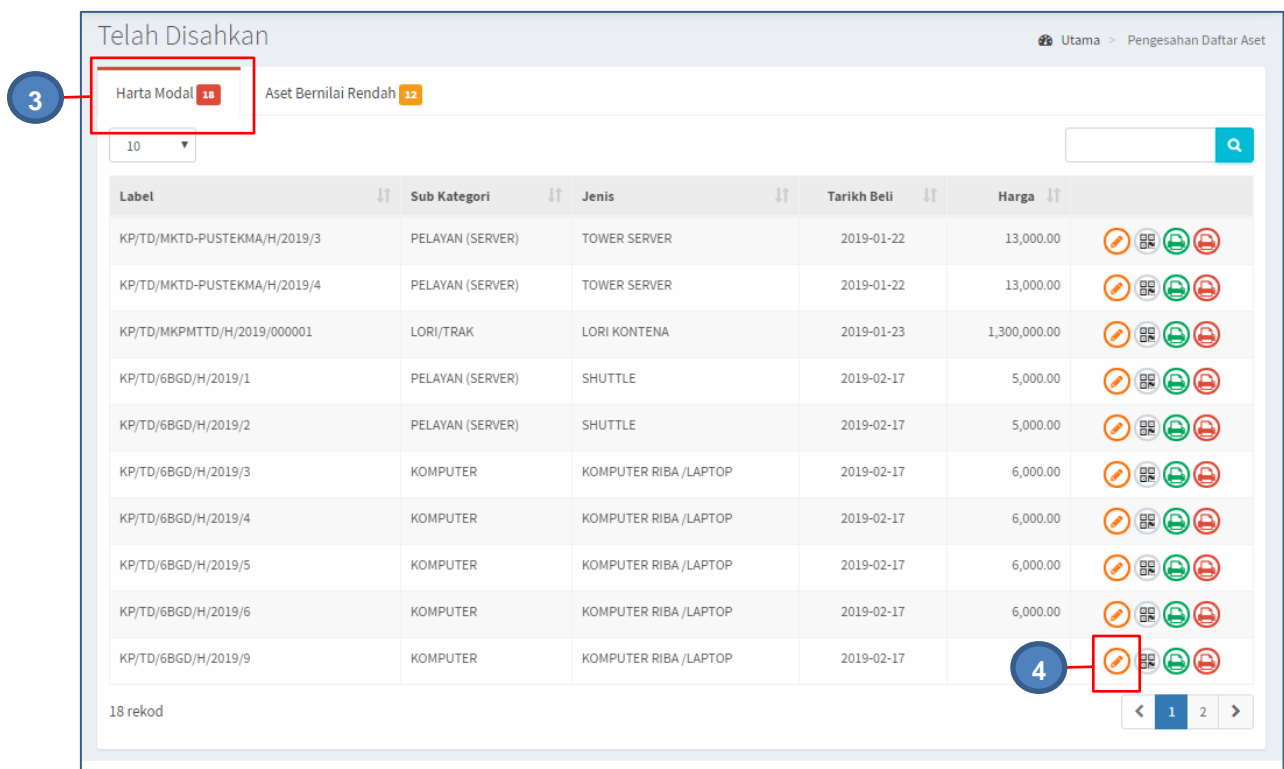 Telah Disahkan
Utama > Pengesahan Daftar Aset
3
Harta Modal 18 Aset Bernilai Rendah 12
10
Label Sub Kategori Jenis Tarikh Beli Harga
KP/TD/MKTD-PUSTEKMA/H/2019/3 PELAYAN (SERVER) TOWER SERVER 2019-01-22 13,000.00
KP/TD/MKTD-PUSTEKMA/H/2019/4 PELAYAN (SERVER) TOWER SERVER 2019-01-22 13,000.00
KP/TD/MKPMTTD/H/2019/000001 LORI/TRAK LORI KONTENA 2019-01-23 1,300,000.00
KP/TD/6BGD/H/2019/1 PELAYAN (SERVER) SHUTTLE 2019-02-17 5,000.00
KP/TD/6BGD/H/2019/2 PELAYAN (SERVER) SHUTTLE 2019-02-17 5,000.00
KP/TD/6BGD/H/2019/3 KOMPUTER KOMPUTER RIBA /LAPTOP 2019-02-17 6,000.00
KP/TD/6BGD/H/2019/4 KOMPUTER KOMPUTER RIBA /LAPTOP 2019-02-17 6,000.00
KP/TD/6BGD/H/2019/5 KOMPUTER KOMPUTER RIBA /LAPTOP 2019-02-17 6,000.00
KP/TD/6BGD/H/2019/6 KOMPUTER KOMPUTER RIBA /LAPTOP 2019-02-17 6,000.00
KP/TD/6BGD/H/2019/9 KOMPUTER KOMPUTER RIBA /LAPTOP 2019-02-17
4
18 rekod
1 2